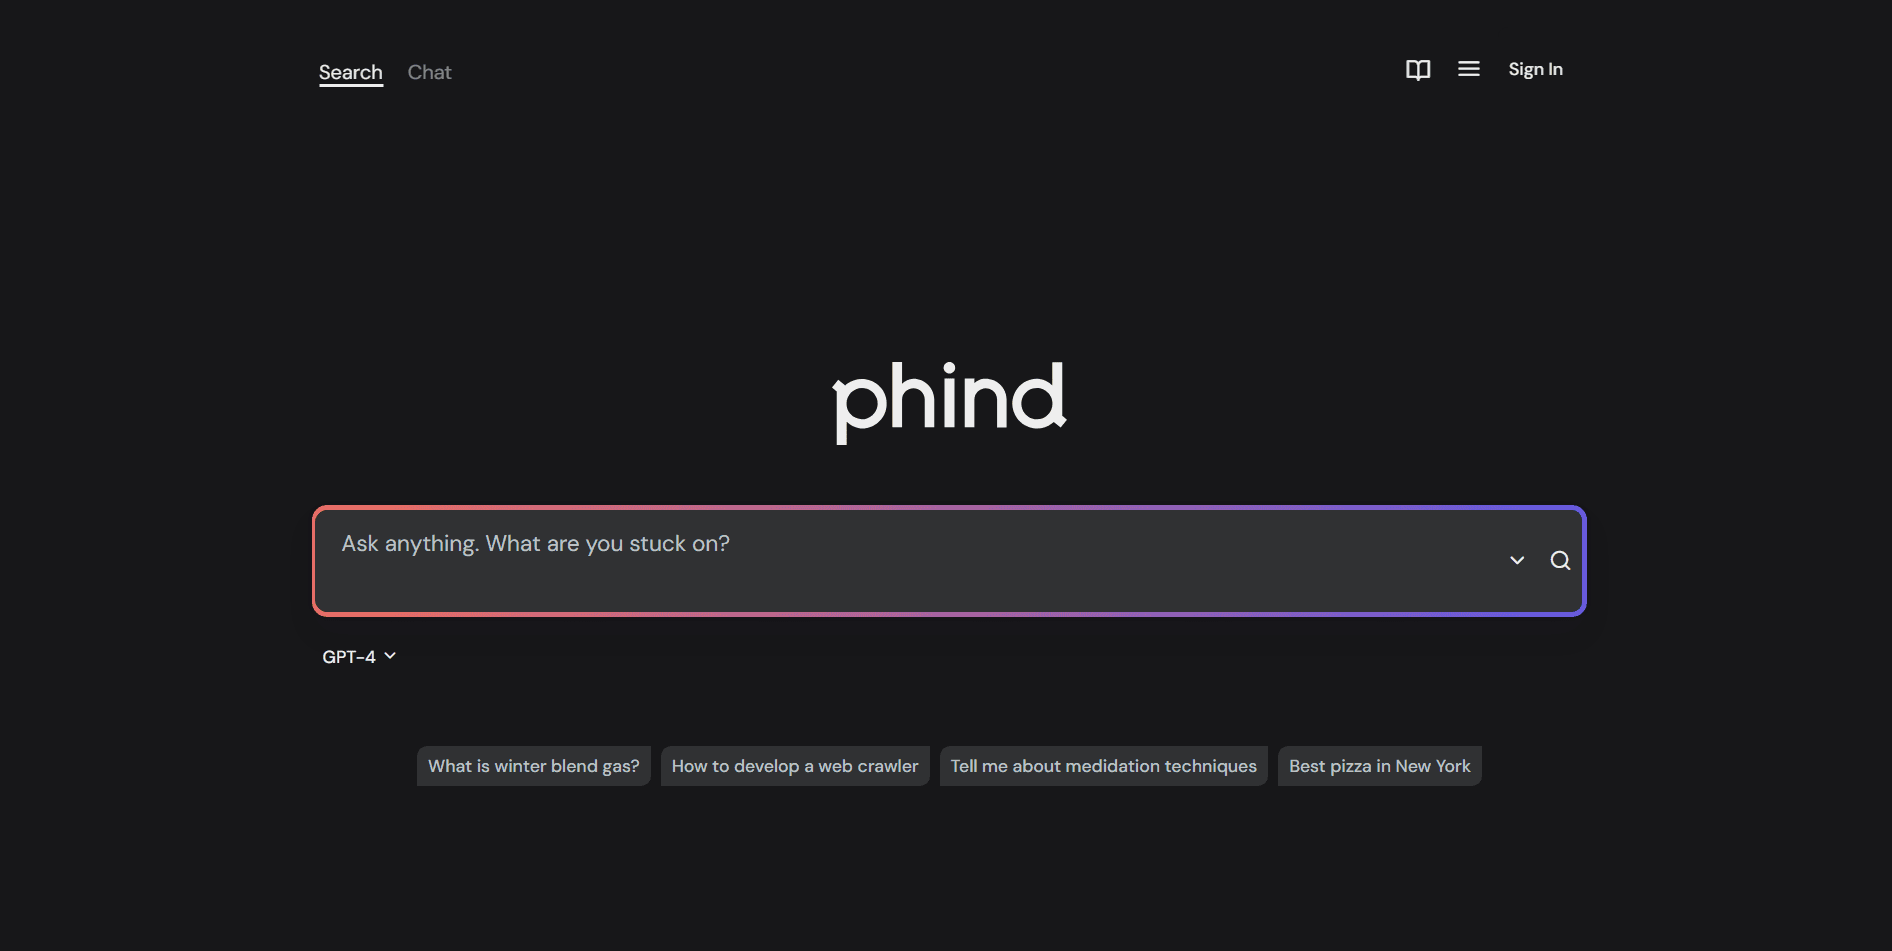 Search Chat
Sign In
phind
Ask anything. What are you stuck on?
GPT-4
What is winter blend gas?
How to develop a web crawler
Tell me about medidation techniques
Best pizza in New York